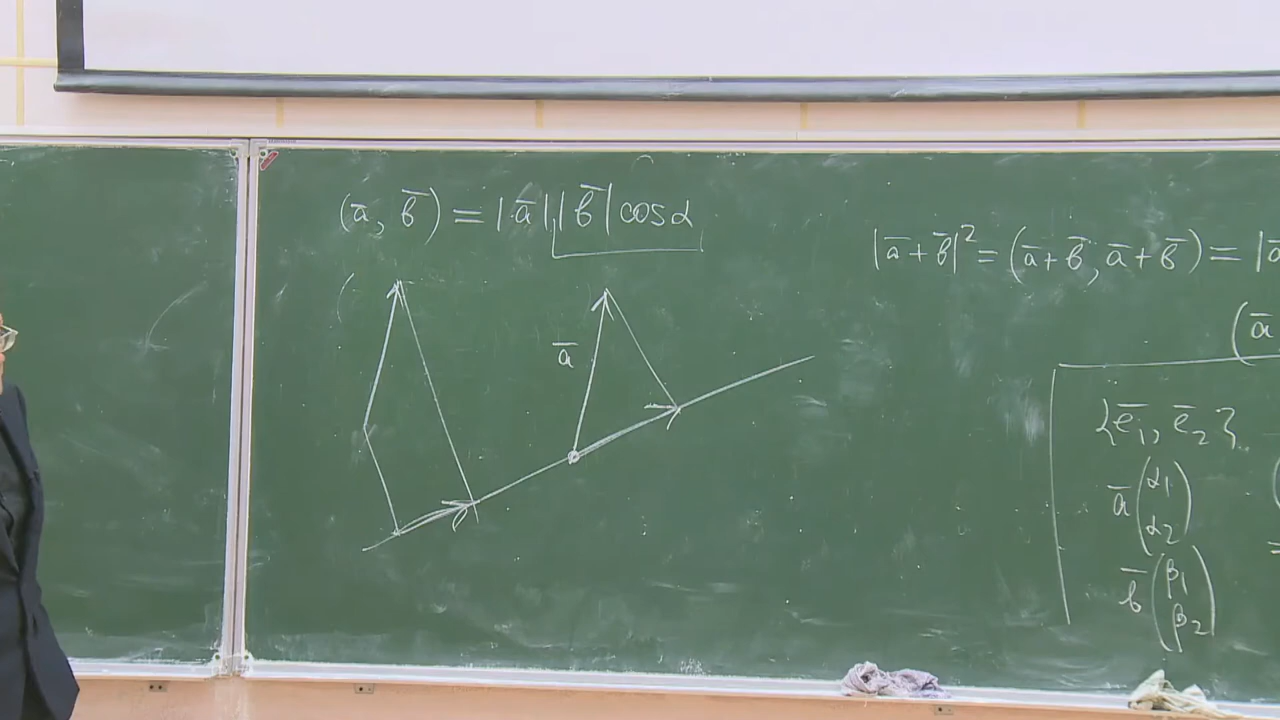 (a̅, b̅) = |a̅| |b̅| cos α
a̅
|a̅ + b̅|² = (a̅ + b̅, a̅ + b̅) = |a̅
(a̅
{e̅₁, e̅₂}
a̅ (α₁ α₂)
b̅ (β₁ β₂)